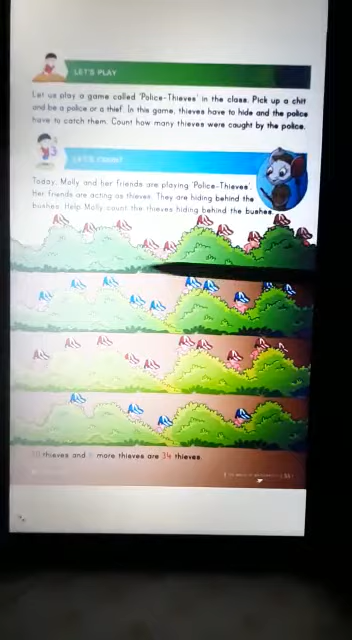 LET'S PLAY
Let us play a game called 'Police-Thieves' in the class. Pick up a chit
and be a police or a thief. In this game, thieves have to hide and the police
have to catch them. Count how many thieves were caught by the police.
3
LET'S COUNT
Today, Molly and her friends are playing 'Police-Thieves'.
Her friends are acting as thieves. They are hiding behind the
bushes. Help Molly count the thieves hiding behind the bushes.
thieves and more thieves are 34 thieves.